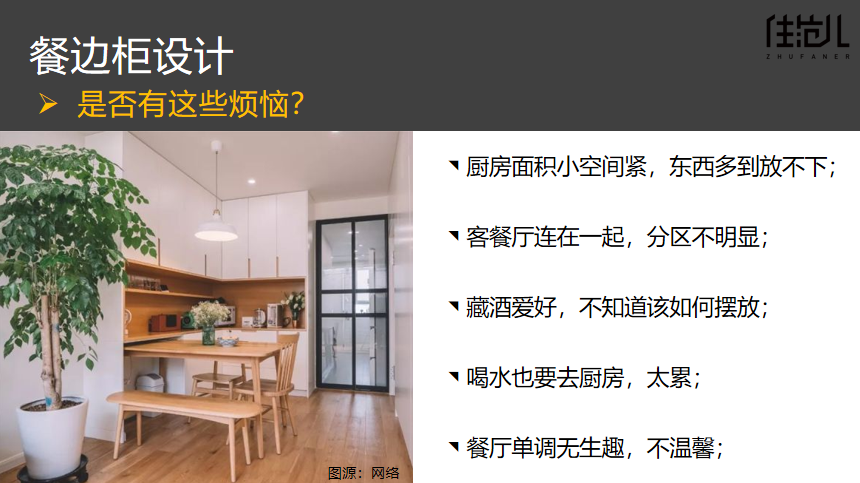 餐边柜设计
是否有这些烦恼?
住范儿
ZHUFANER
厨房面积小空间紧，东西多到放不下；
客餐厅连在一起，分区不明显；
藏酒爱好，不知道该如何摆放；
喝水也要去厨房，太累；
餐厅单调无生趣，不温馨；
图源：网络